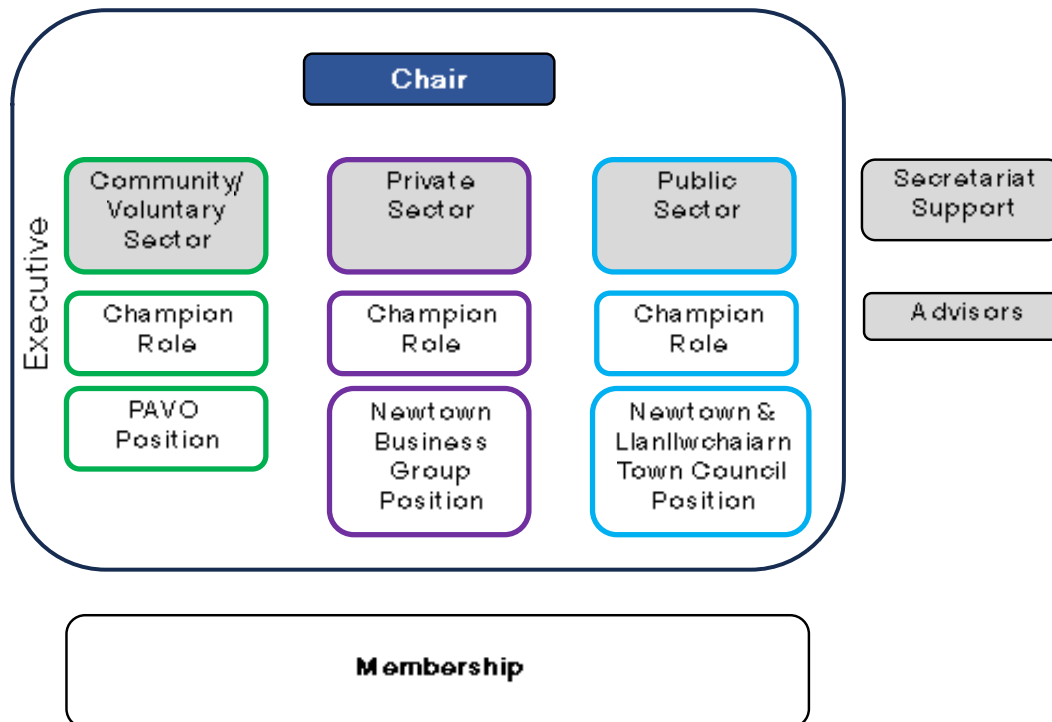 Chair
Executive
Community/
Voluntary
Sector
Champion
Role
PAVO
Position
Private
Sector
Champion
Role
Newtown
Business
Group
Position
Public
Sector
Champion
Role
Newtown &
Llanllwchaiarn
Town Council
Position
Secretariat
Support
Advisors
Membership